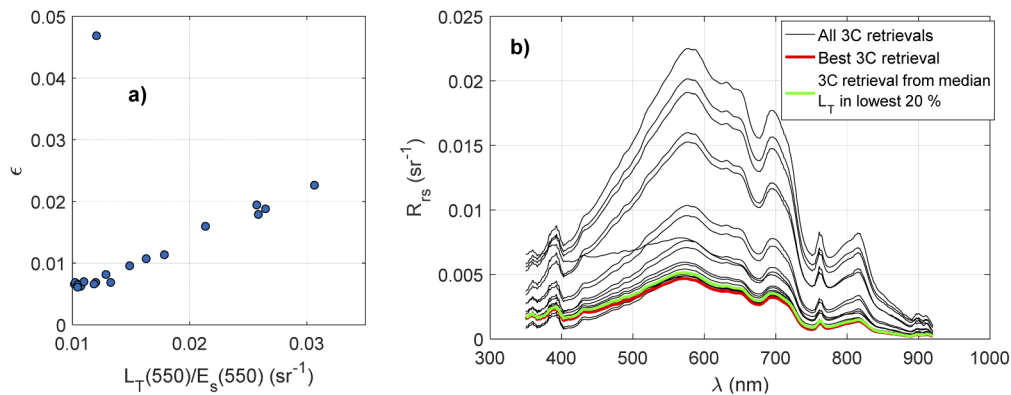 a)
0.05
0.04
0.03
0.02
0.01
0
ϵ
0.01
0.02
0.03
L_T(550)/E_s(550) (sr^-1)
b)
0.025
0.02
0.015
0.01
0.005
0
R_rs (sr^-1)
300
400
500
600
700
800
900
1000
λ (nm)
All 3C retrievals
Best 3C retrieval
3C retrieval from median
L_T in lowest 20 %